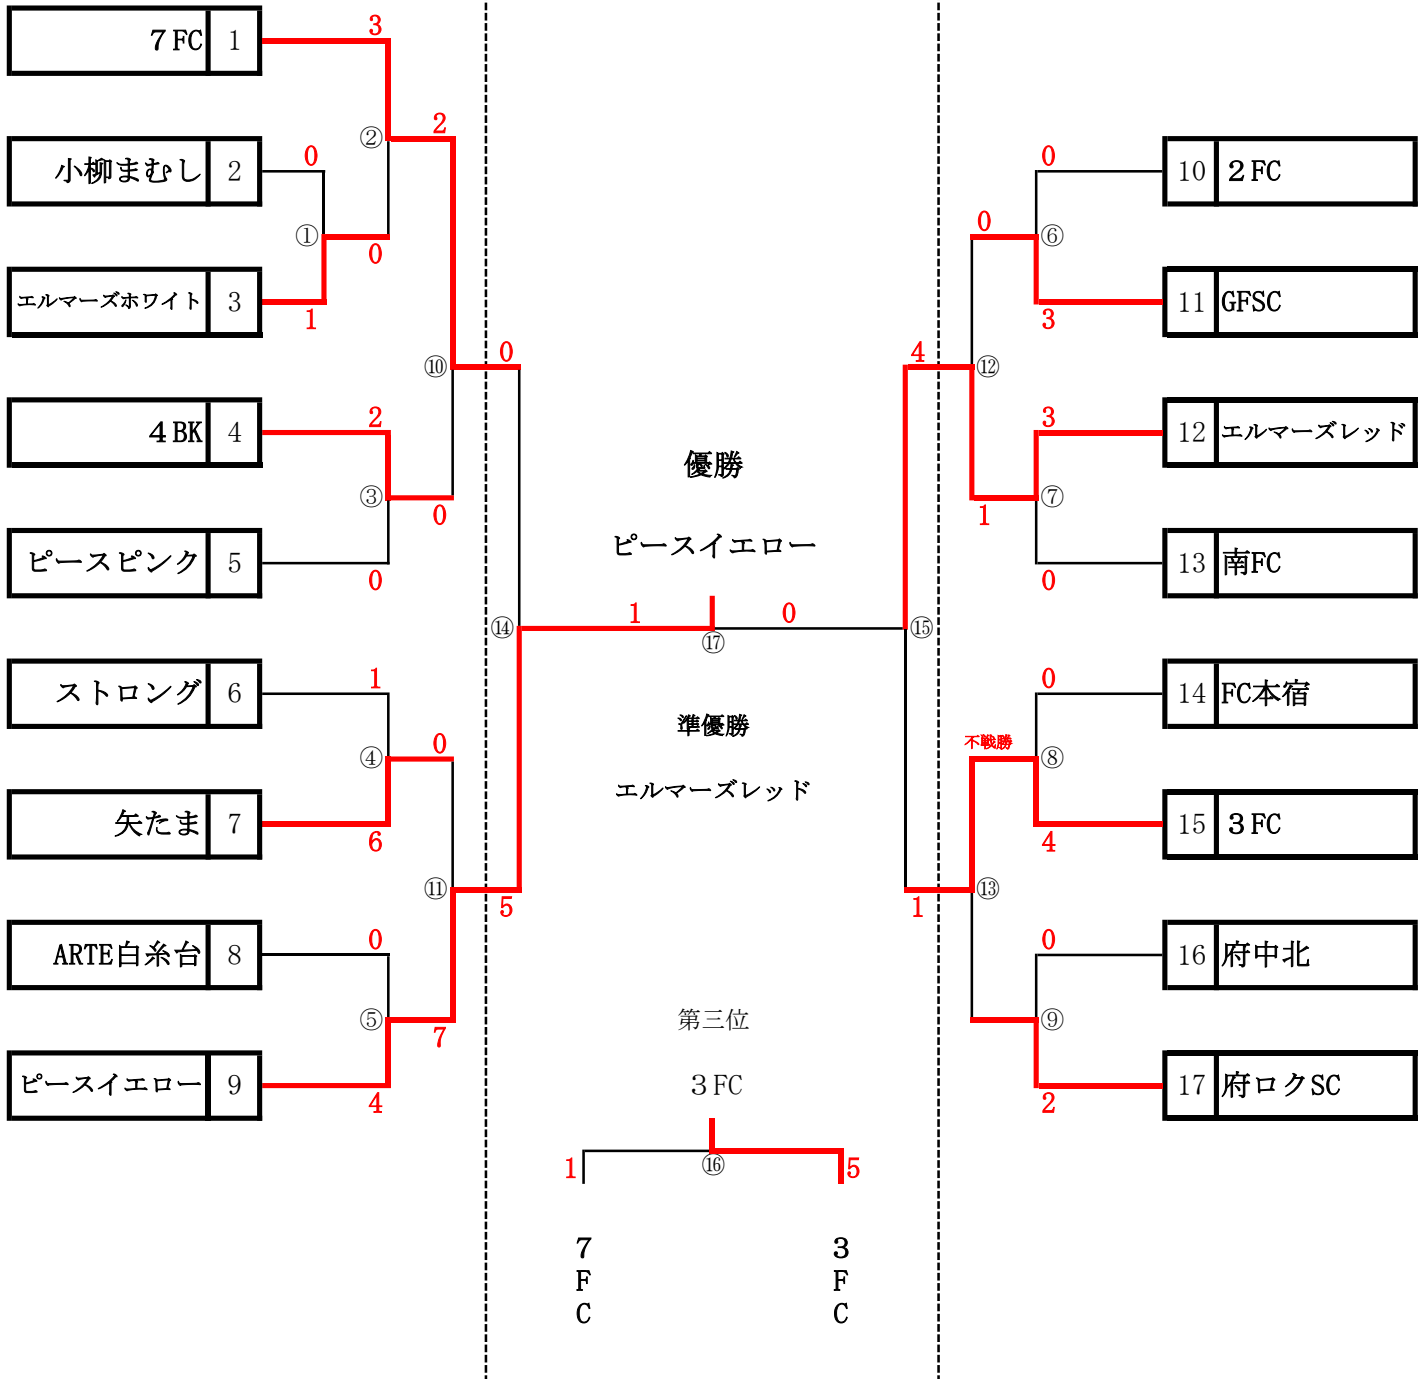 7FC 1
3
② 2
小柳まむし 2
0
① 0
エルマーズホワイト 3
1
⑩ 0
4BK 4
2
③ 0
ピースピンク 5
0
ストロング 6
1
④ 0
矢たま 7
6
⑪ 5
ARTE白糸台 8
0
⑤ 7
ピースイエロー 9
4
優勝
ピースイエロー
⑭ 1 ⑰ 0 ⑮
準優勝
エルマーズレッド
第三位
3FC
1 ⑯ 5
7FC
3FC
0
10 2FC
0 ⑥
11 GFSC
3
4 ⑫
3
12 エルマーズレッド
1 ⑦
13 南FC
0
0
14 FC本宿
不戦勝 ⑧
15 3FC
4
1 ⑬
0
16 府中北
⑨
17 府ロクSC
2